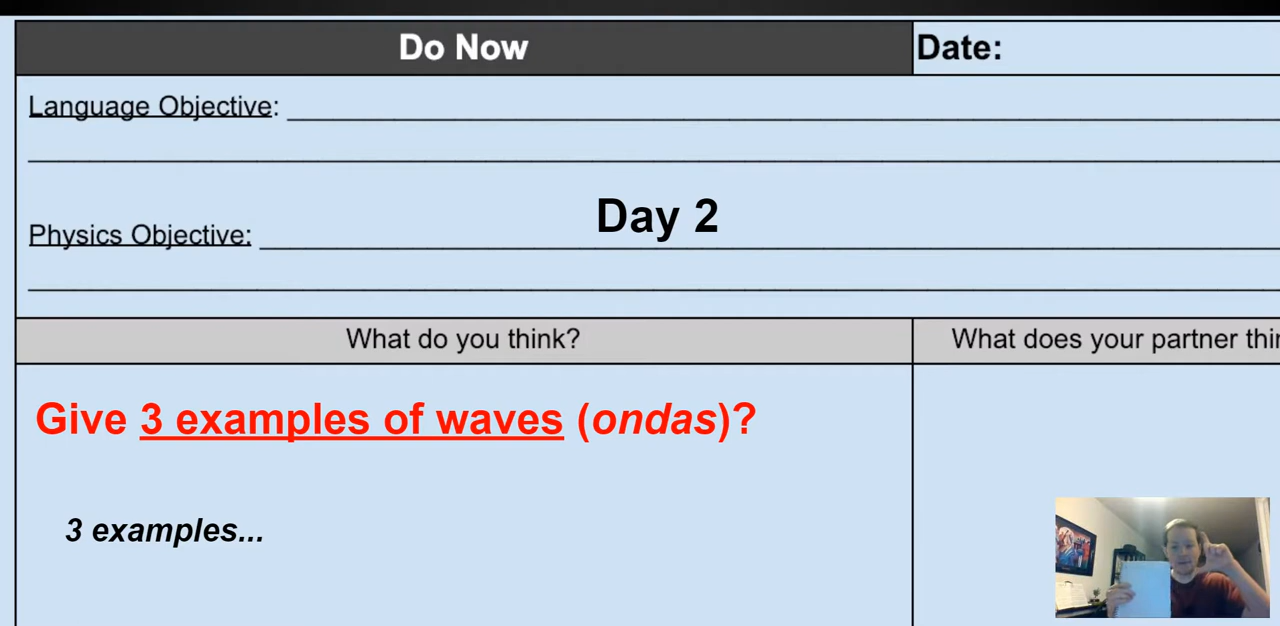 Do Now
Date:
Language Objective:
Day 2
Physics Objective:
What do you think?
What does your partner
Give 3 examples of waves (ondas)?
3 examples...